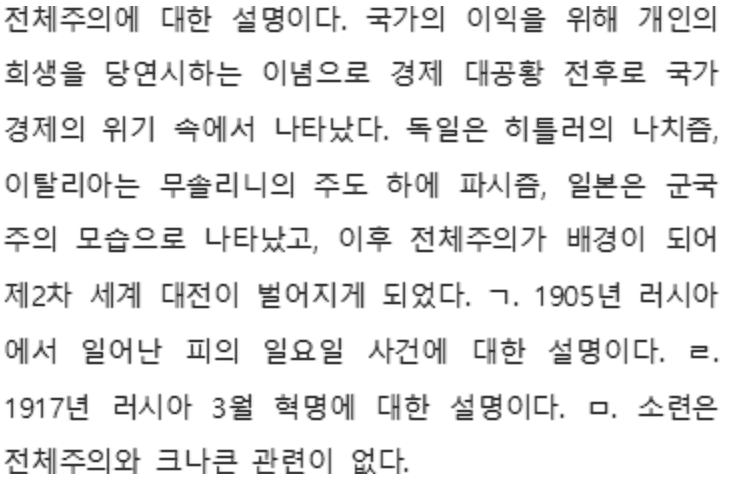 전체주의에 대한 설명이다. 국가의 이익을 위해 개인의
희생을 당연시하는 이념으로 경제 대공황 전후로 국가
경제의 위기 속에서 나타났다. 독일은 히틀러의 나치즘,
이탈리아는 무솔리니의 주도 하에 파시즘, 일본은 군국
주의 모습으로 나타났고, 이후 전체주의가 배경이 되어
제2차 세계 대전이 벌어지게 되었다. ㄱ. 1905년 러시아
에서 일어난 피의 일요일 사건에 대한 설명이다. ㄹ.
1917년 러시아 3월 혁명에 대한 설명이다. ㅁ. 소련은
전체주의와 크나큰 관련이 없다.